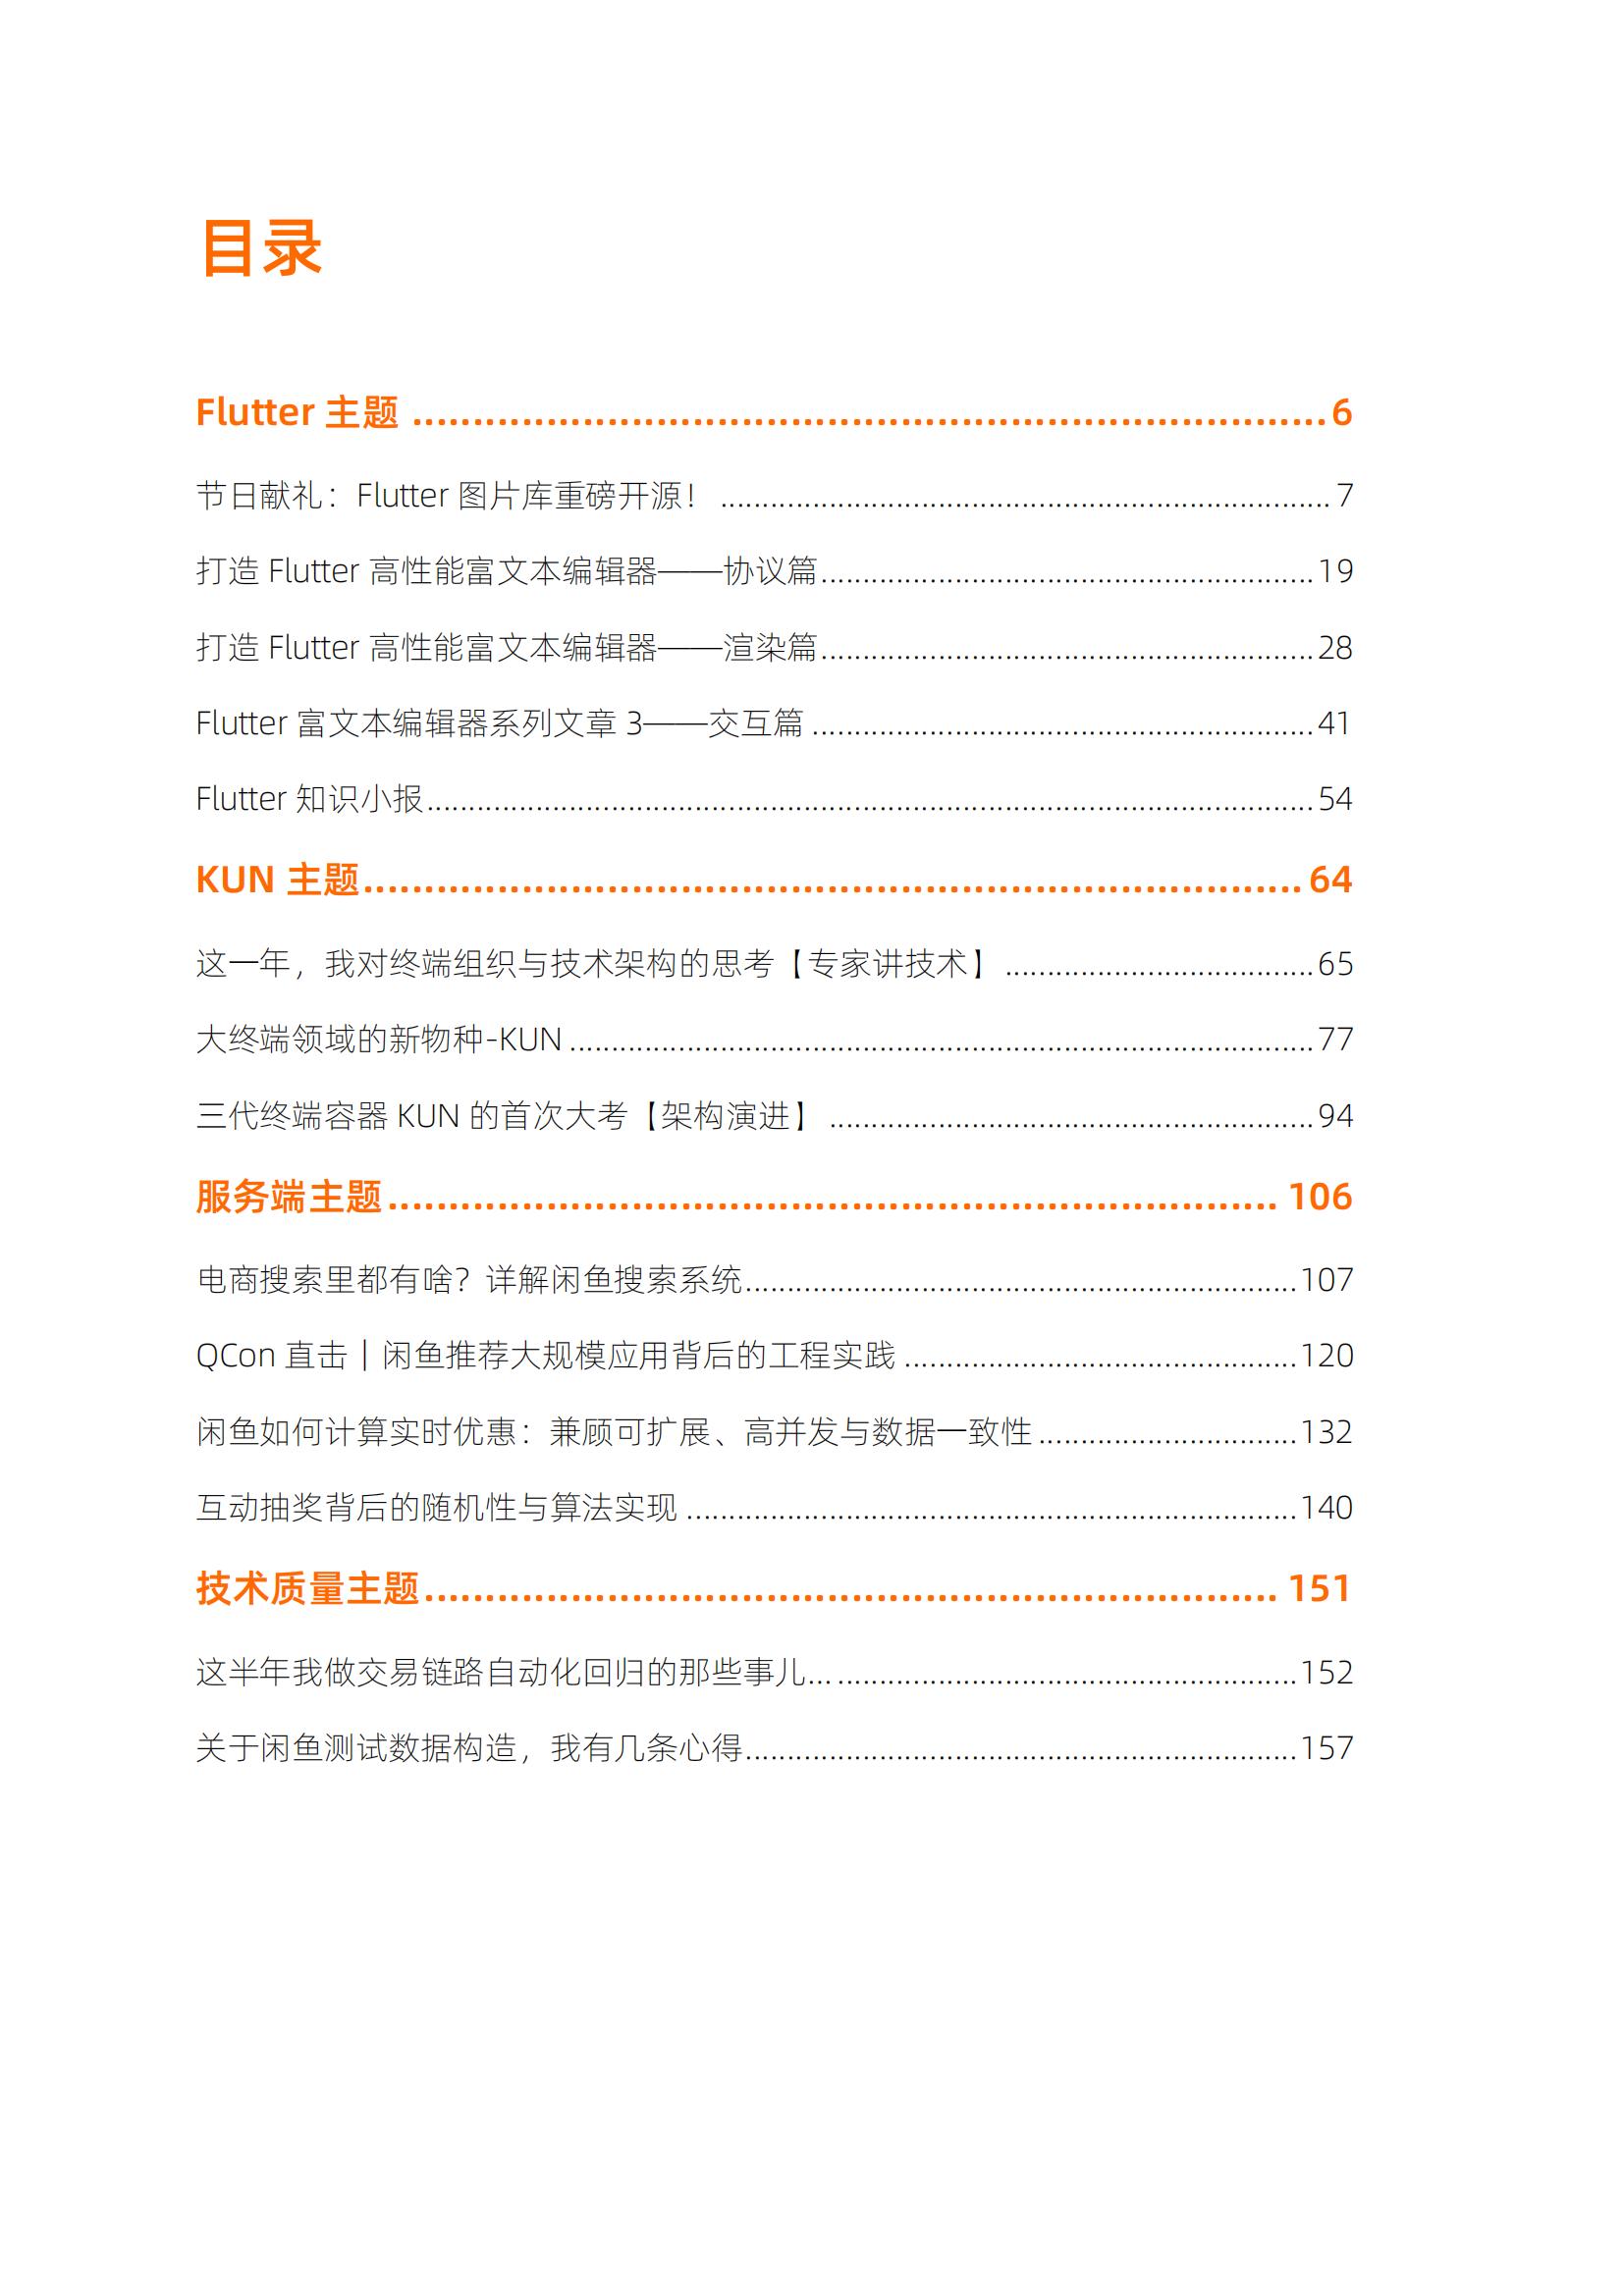 目录
Flutter 主题 ........................................................................... 6
节日献礼：Flutter 图片库重磅开源！ ......................................................................... 7
打造 Flutter 高性能富文本编辑器——协议篇........................................................... 19
打造 Flutter 高性能富文本编辑器——渲染篇........................................................... 28
Flutter 富文本编辑器系列文章 3——交互篇 ............................................................ 41
Flutter 知识小报.......................................................................................................... 54
KUN 主题............................................................................. 64
这一年，我对终端组织与技术架构的思考【专家讲技术】 ..................................... 65
大终端领域的新物种-KUN ......................................................................................... 77
三代终端容器 KUN 的首次大考【架构演进】 .......................................................... 94
服务端主题......................................................................... 106
电商搜索里都有啥？详解闲鱼搜索系统.................................................................. 107
QCon 直击 | 闲鱼推荐大规模应用背后的工程实践 ............................................... 120
闲鱼如何计算实时优惠：兼顾可扩展、高并发与数据一致性 ............................... 132
互动抽奖背后的随机性与算法实现 ......................................................................... 140
技术质量主题...................................................................... 151
这半年我做交易链路自动化回归的那些事儿... ....................................................... 152
关于闲鱼测试数据构造，我有几条心得.................................................................. 157